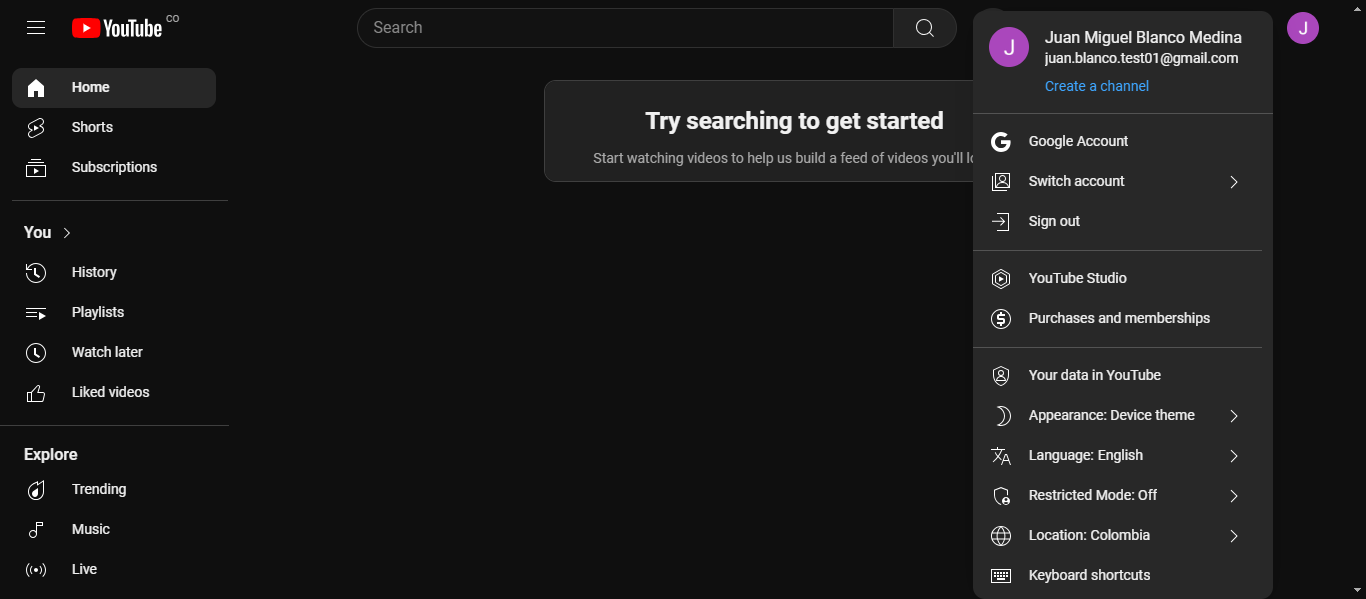 YouTube CO
Search
Home
Shorts
Subscriptions
You
History
Playlists
Watch later
Liked videos
Explore
Trending
Music
Live
Try searching to get started
Start watching videos to help us build a feed of videos you'll lo
J
Juan Miguel Blanco Medina
juan.blanco.test01@gmail.com
Create a channel
Google Account
Switch account
Sign out
YouTube Studio
Purchases and memberships
Your data in YouTube
Appearance: Device theme
Language: English
Restricted Mode: Off
Location: Colombia
Keyboard shortcuts
J